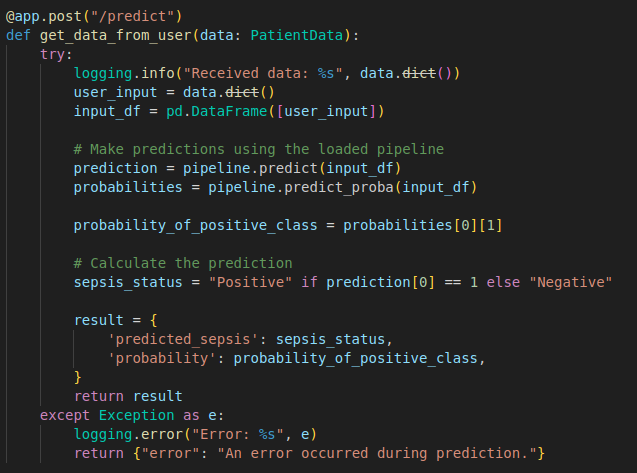 @app.post("/predict")
def get_data_from_user(data: PatientData):
    try:
        logging.info("Received data: %s", data.dict())
        user_input = data.dict()
        input_df = pd.DataFrame([user_input])

        # Make predictions using the loaded pipeline
        prediction = pipeline.predict(input_df)
        probabilities = pipeline.predict_proba(input_df)

        probability_of_positive_class = probabilities[0][1]

        # Calculate the prediction
        sepsis_status = "Positive" if prediction[0] == 1 else "Negative"

        result = {
            'predicted_sepsis': sepsis_status,
            'probability': probability_of_positive_class,
        }
        return result
    except Exception as e:
        logging.error("Error: %s", e)
        return {"error": "An error occurred during prediction."}